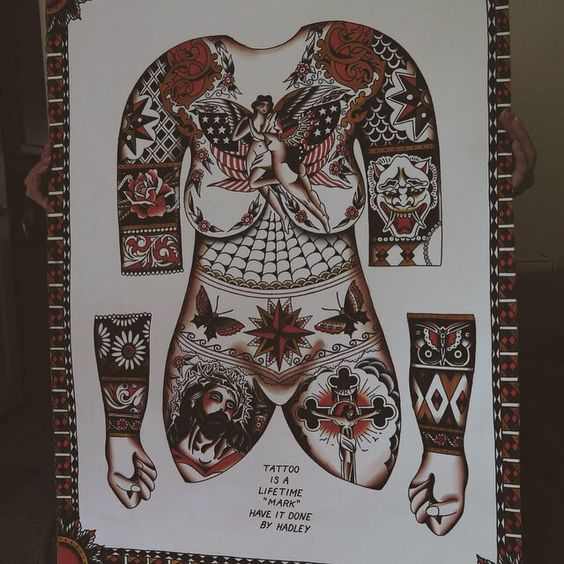 TATTOO
IS A
LIFETIME
"MARK"
HAVE IT DONE
BY HADLEY